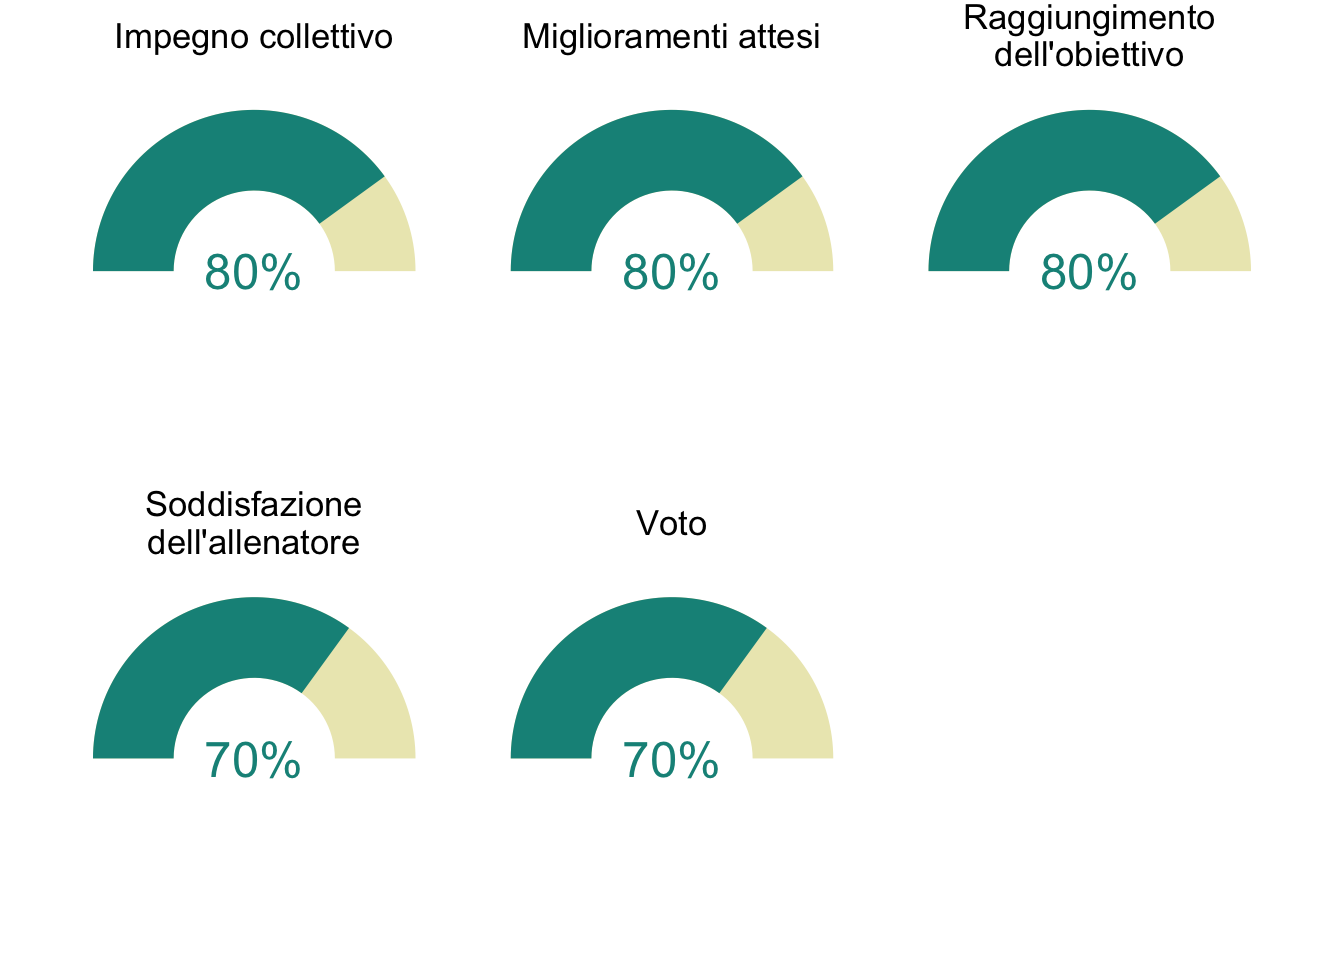 Impegno collettivo
Miglioramenti attesi
Raggiungimento
dell'obiettivo
80%
80%
80%
Soddisfazione
dell'allenatore
Voto
70%
70%